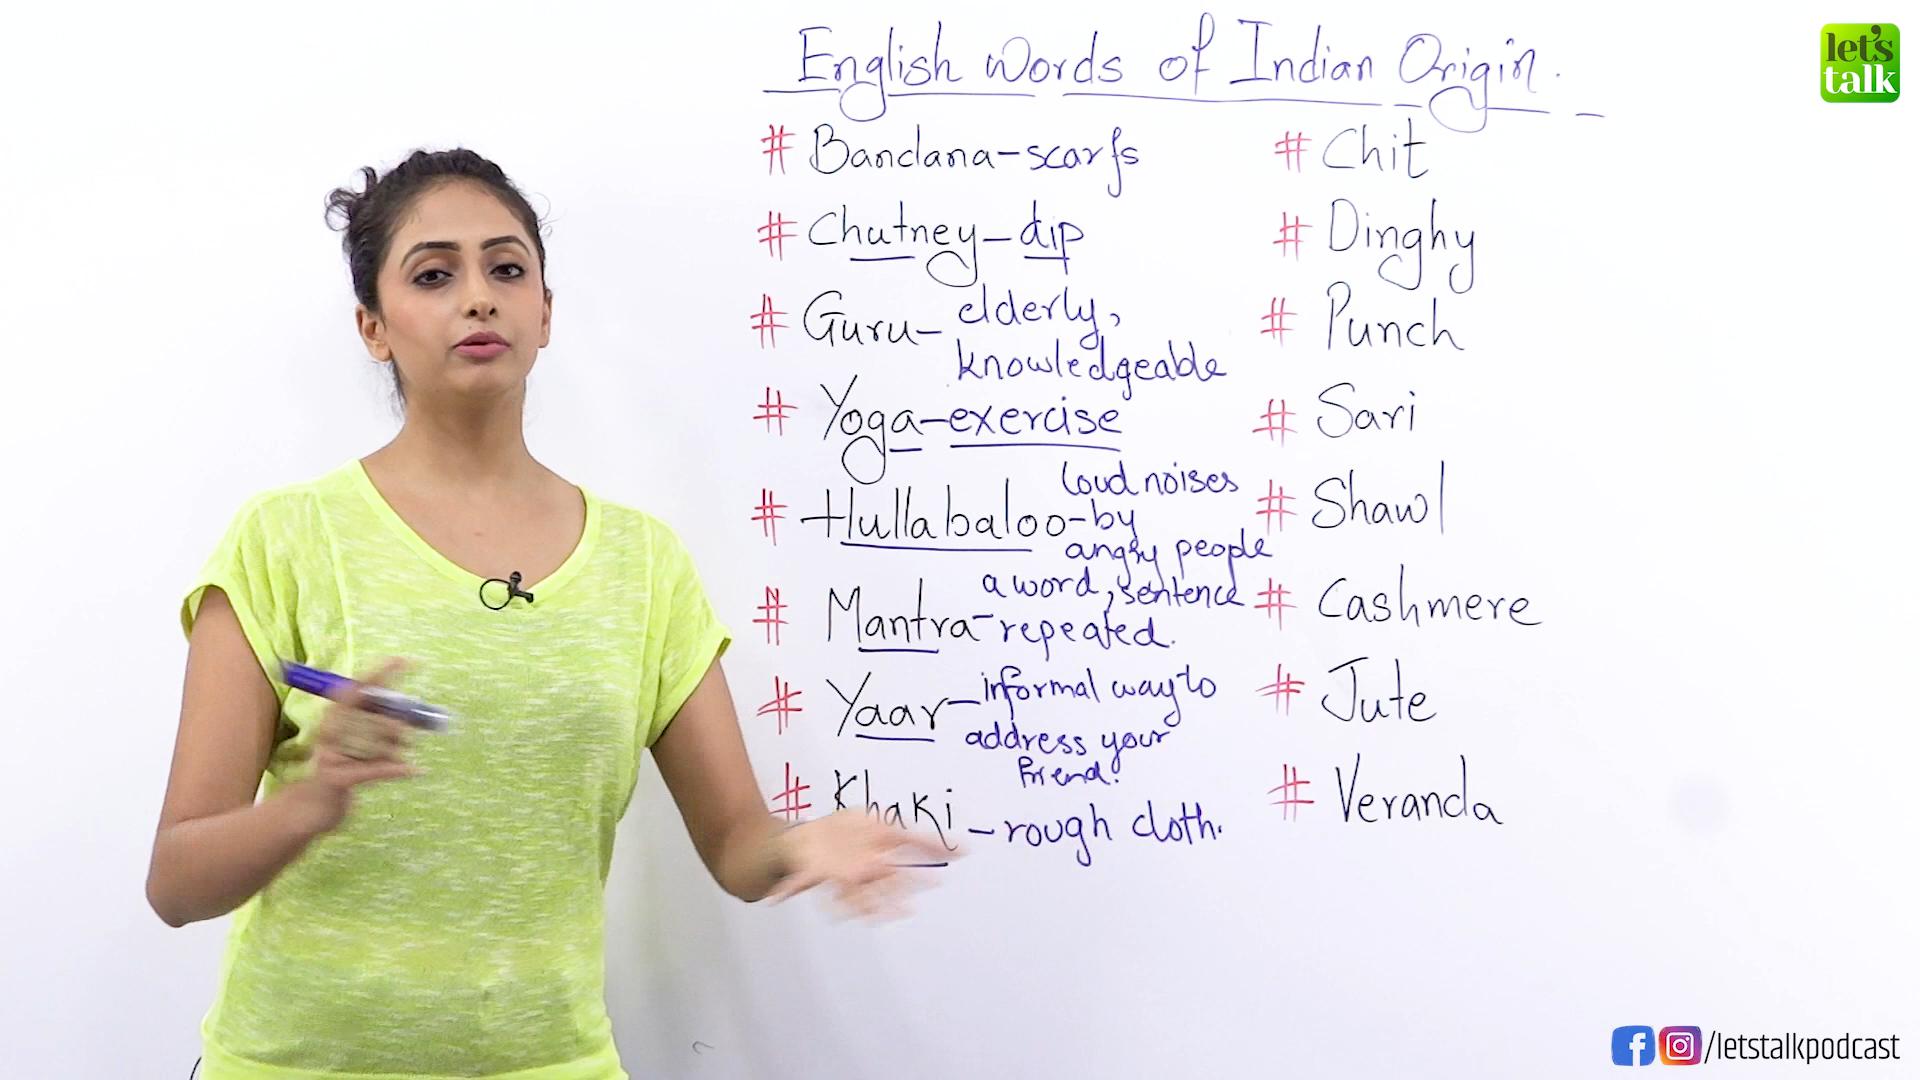 English Words of Indian Origin.
# Bandana - scarfs
# Chutney - dip
# Guru - elderly,
knowledgeable
# Yoga - exercise
loud noises
# Hullabaloo - by
angry people
a word, sentence
# Mantra - repeated.
# Yaar - informal way to
address your
friend.
# Khaki - rough cloth.
# Chit
# Dinghy
# Punch
# Sari
# Shawl
# Cashmere
# Jute
# Veranda
let's
talk
/letstalkpodcast